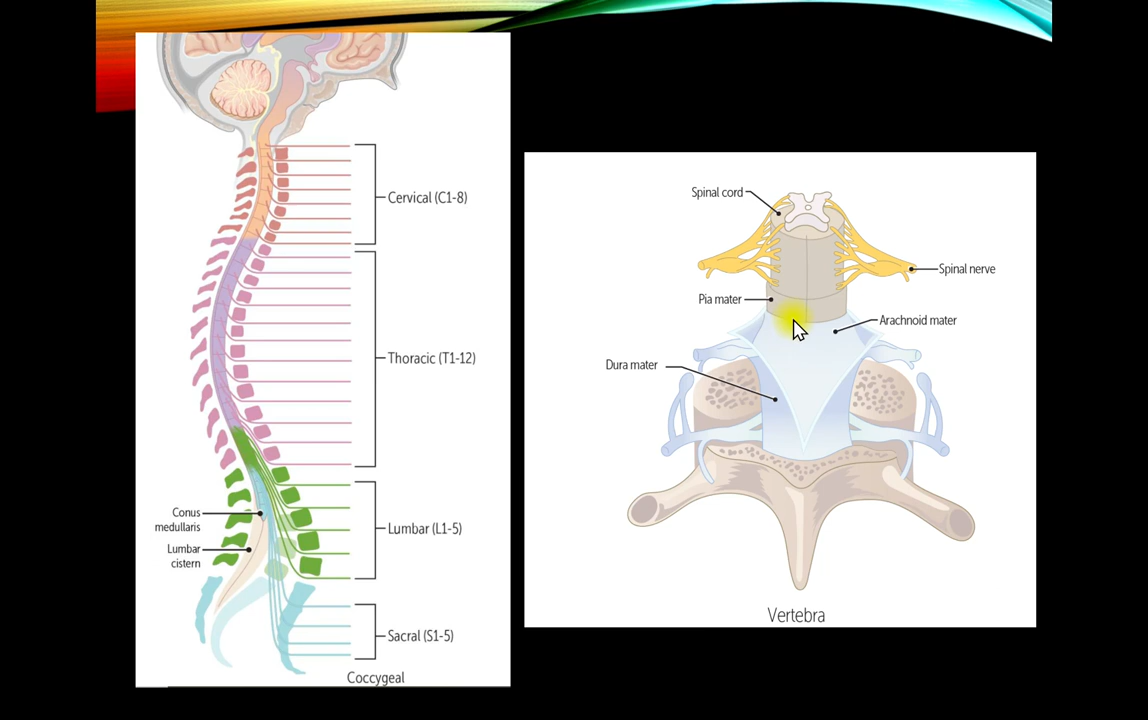 Cervical (C1-8)
Thoracic (T1-12)
Conus
medullaris
Lumbar
cistern
Lumbar (L1-5)
Sacral (S1-5)
Coccygeal
Spinal cord
Spinal nerve
Pia mater
Arachnoid mater
Dura mater
Vertebra